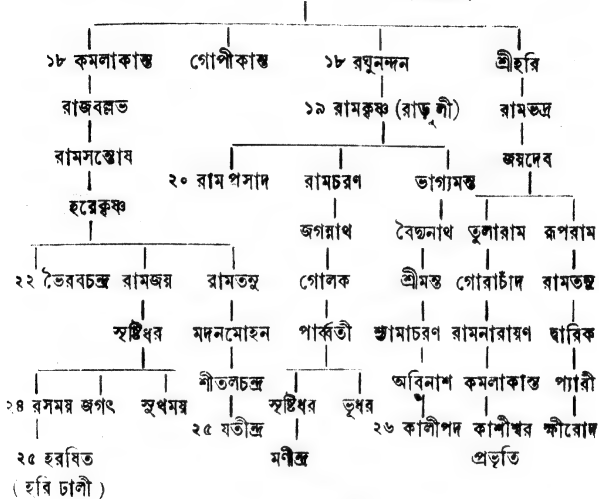 ১৮ কমলাকান্ত গোপীকান্ত ১৮ রঘুনন্দন শ্রীহরি
রাজবল্লভ ১৯ রামকৃষ্ণ (রাড়ুলী) রামভদ্র
রামসন্তোষ জয়দেব
২০ রামপ্রসাদ রামচরণ ভাগ্যমন্ত
হরেকৃষ্ণ
জগন্নাথ বৈদ্যনাথ তুলারাম রূপরাম
২২ ভৈরবচন্দ্র রামজয় রামতনু গোলক শ্রীমন্ত গোরাচাঁদ রামতনু
সৃষ্টিধর মদনমোহন পার্ব্বতী শ্যামাচরণ রামনারায়ণ দ্বারিক
শীতলচন্দ্র অবিনাশ কমলাকান্ত প্যারী
২৪ রসময় জগৎ সুখময় সৃষ্টিধর ভূধর
২৫ যতীন্দ্র ২৬ কালীপদ কাশীশ্বর ক্ষীরোদ
২৫ হরষিত মণীন্দ্র প্রভৃতি
(হরি ঢালী)